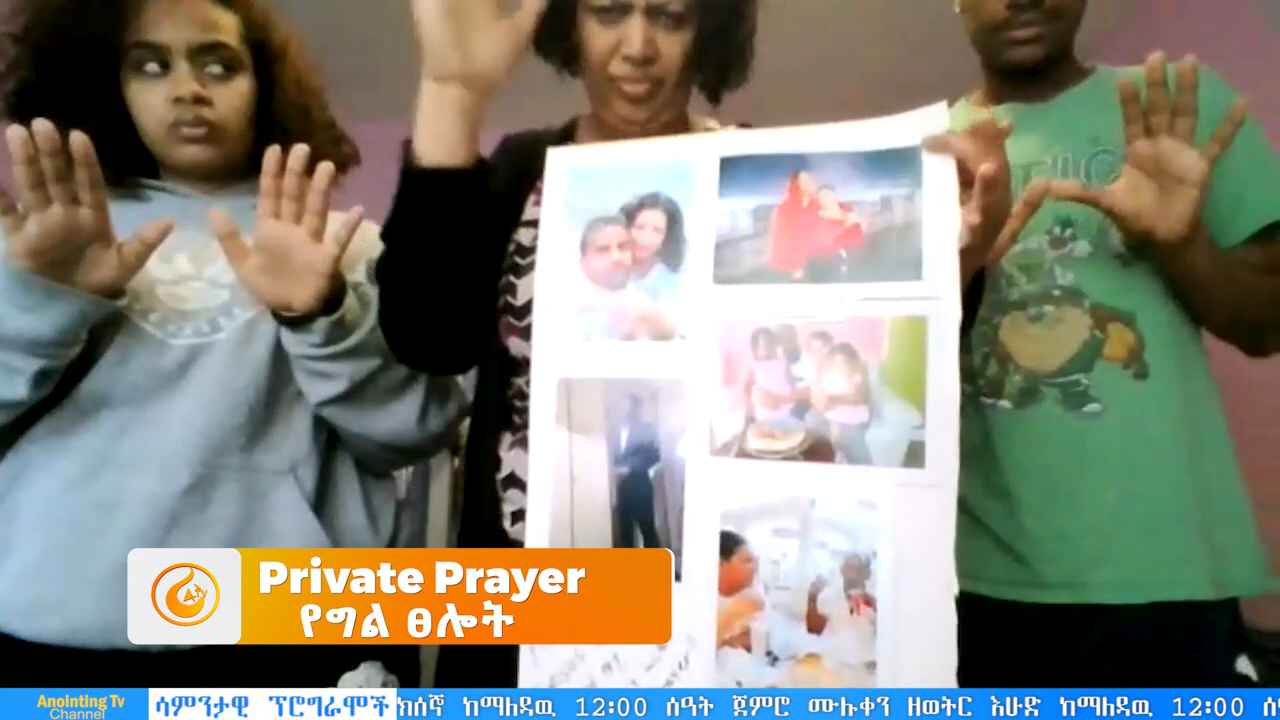 Private Prayer
የግል ፀሎት
Anointing Tv
Channel
ሳምንታዊ ፕሮግራሞች
ክሰኞ ከማለዳዉ 12:00 ሰዓት ጀምሮ ሙሉቀን ዘወትር እሁድ ከማለዳዉ 12:00